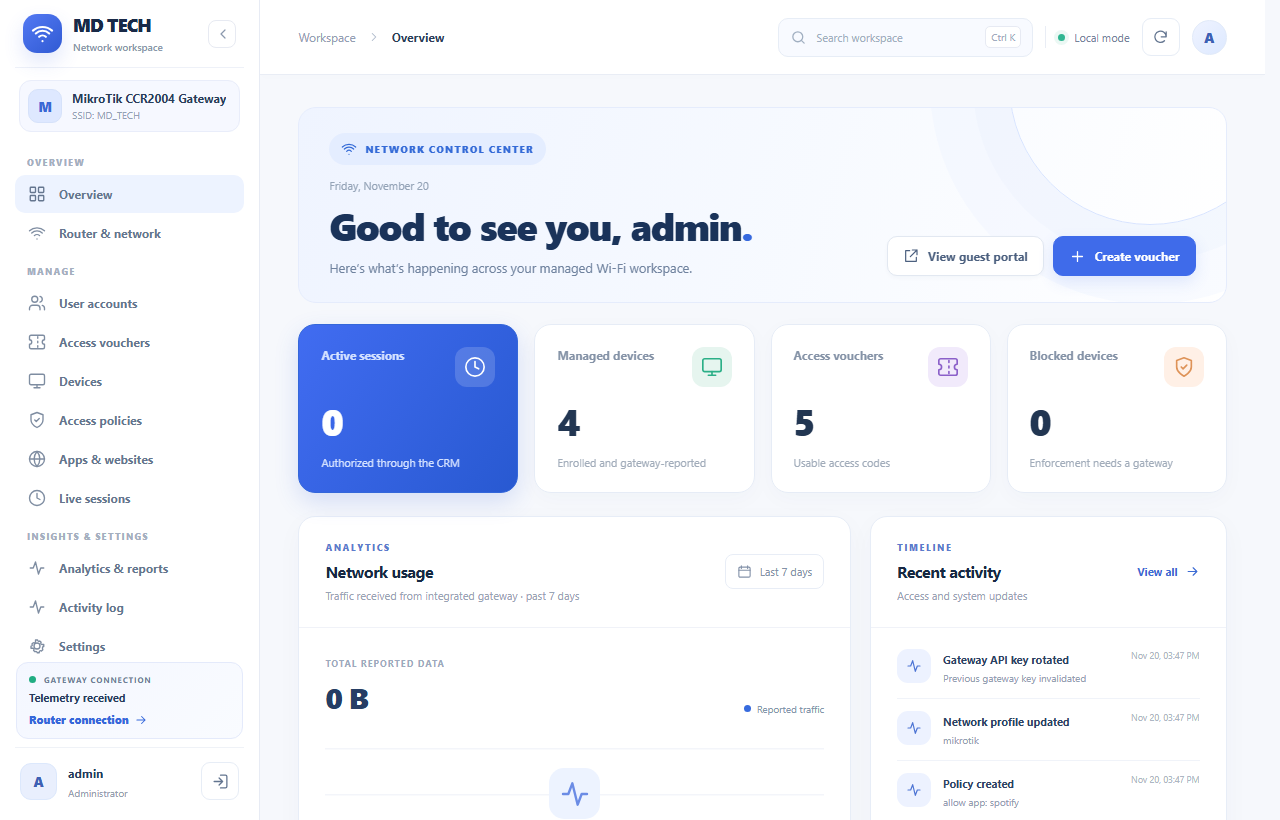 MD TECH
Network workspace
M
MikroTik CCR2004 Gateway
SSID: MD_TECH
OVERVIEW
Overview
Router & network
MANAGE
User accounts
Access vouchers
Devices
Access policies
Apps & websites
Live sessions
INSIGHTS & SETTINGS
Analytics & reports
Activity log
Settings
GATEWAY CONNECTION
Telemetry received
Router connection
A
admin
Administrator
Workspace
Overview
Search workspace
Ctrl K
Local mode
A
NETWORK CONTROL CENTER
Friday, November 20
Good to see you, admin.
Here's what's happening across your managed Wi-Fi workspace.
View guest portal
Create voucher
Active sessions
0
Authorized through the CRM
Managed devices
4
Enrolled and gateway-reported
Access vouchers
5
Usable access codes
Blocked devices
0
Enforcement needs a gateway
ANALYTICS
Network usage
Traffic received from integrated gateway · past 7 days
Last 7 days
TOTAL REPORTED DATA
0 B
Reported traffic
TIMELINE
Recent activity
Access and system updates
View all
Gateway API key rotated
Previous gateway key invalidated
Nov 20, 03:47 PM
Network profile updated
mikrotik
Nov 20, 03:47 PM
Policy created
allow app: spotify
Nov 20, 03:47 PM